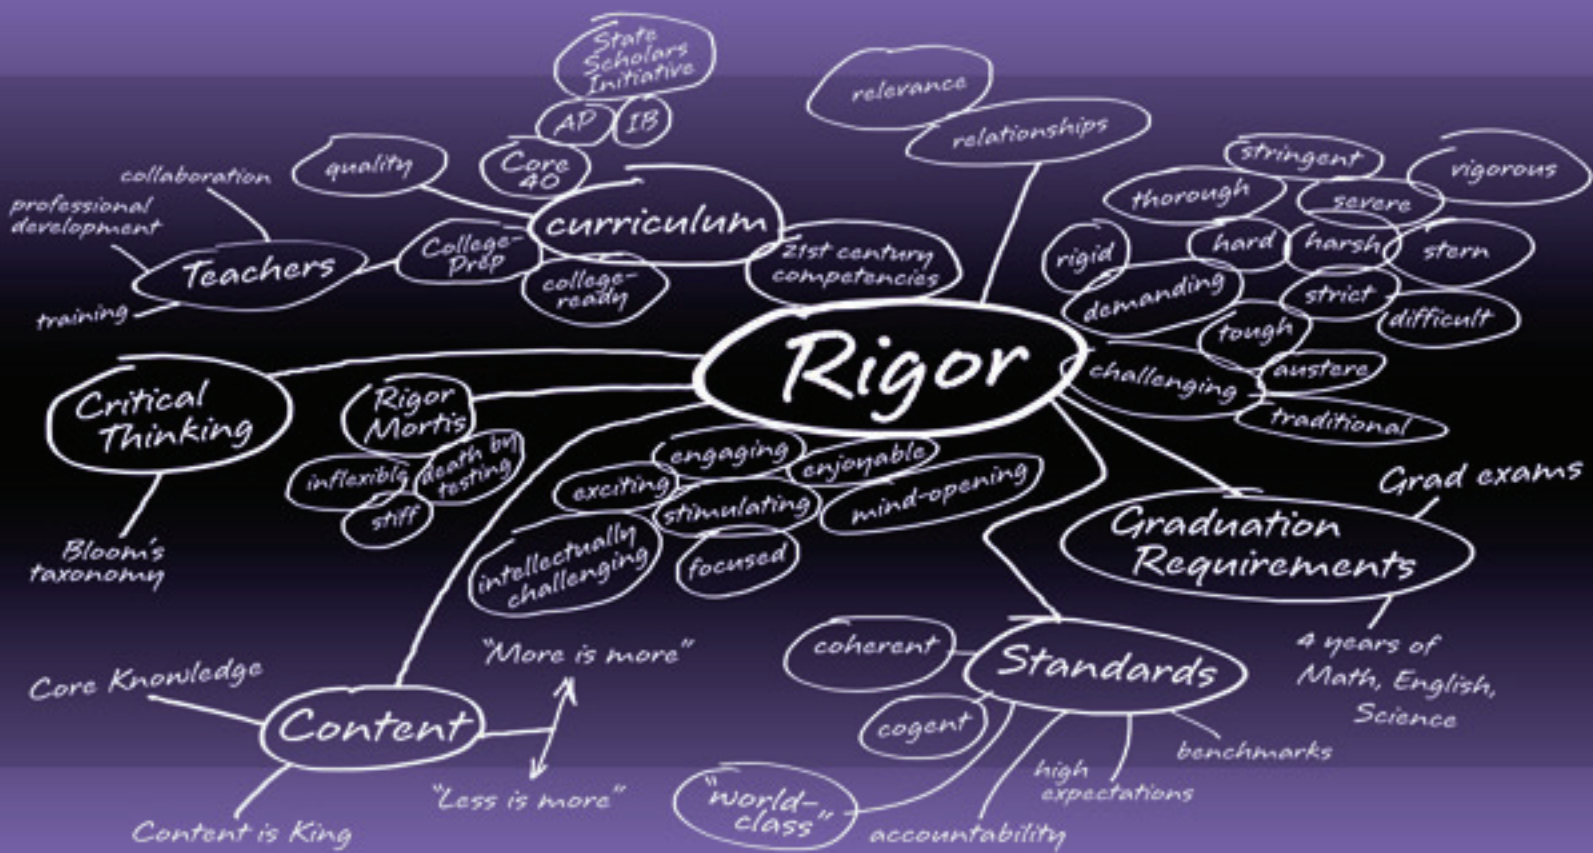 State
Scholars
Initiative
AP
IB
Core
40
quality
curriculum
College-
Prep
college-
ready
21st century
competencies
collaboration
professional
development
Teachers
training
relevance
relationships
stringent
vigorous
thorough
severe
rigid
hard
harsh
stern
demanding
strict
difficult
tough
challenging
austere
traditional
Rigor
Critical
Thinking
Bloom's
taxonomy
Rigor
Mortis
inflexible
death by
testing
stiff
engaging
enjoyable
exciting
stimulating
mind-opening
intellectually
challenging
focused
Grad exams
Graduation
Requirements
4 years of
Math, English,
Science
Core Knowledge
Content
"More is more"
"Less is more"
Content is King
coherent
Standards
cogent
"world-
class"
accountability
high
expectations
benchmarks